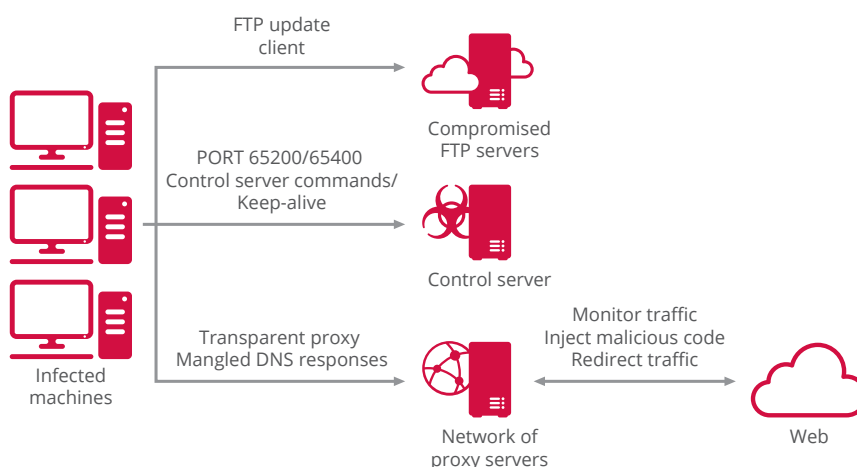 FTP update
client
Compromised
FTP servers
PORT 65200/65400
Control server commands/
Keep-alive
Control server
Infected
machines
Transparent proxy
Mangled DNS responses
Network of
proxy servers
Monitor traffic
Inject malicious code
Redirect traffic
Web